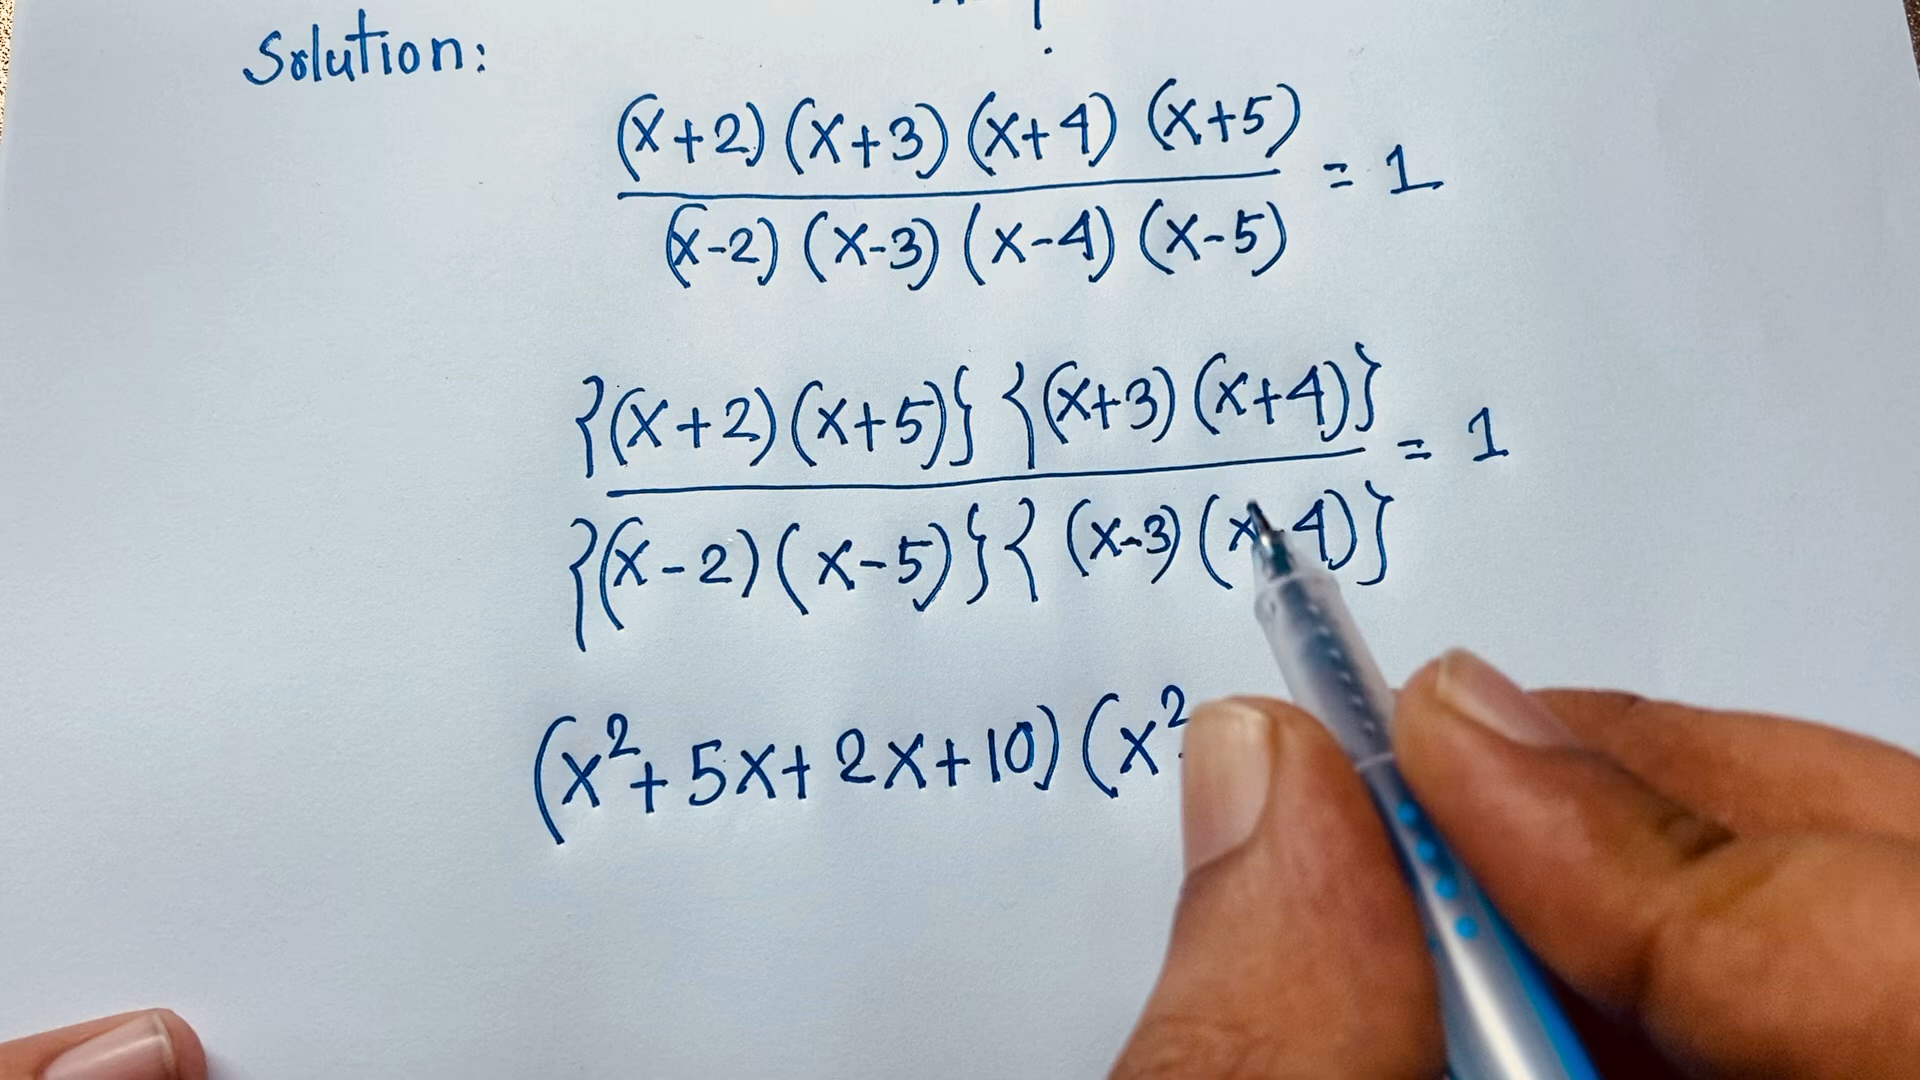 Solution:
(x+2)(x+3)(x+4)(x+5)
= 1
(x-2)(x-3)(x-4)(x-5)
{(x+2)(x+5)}{(x+3)(x+4)}
= 1
{(x-2)(x-5)}{(x-3)(x-4)}
(x²+5x+2x+10)(x²